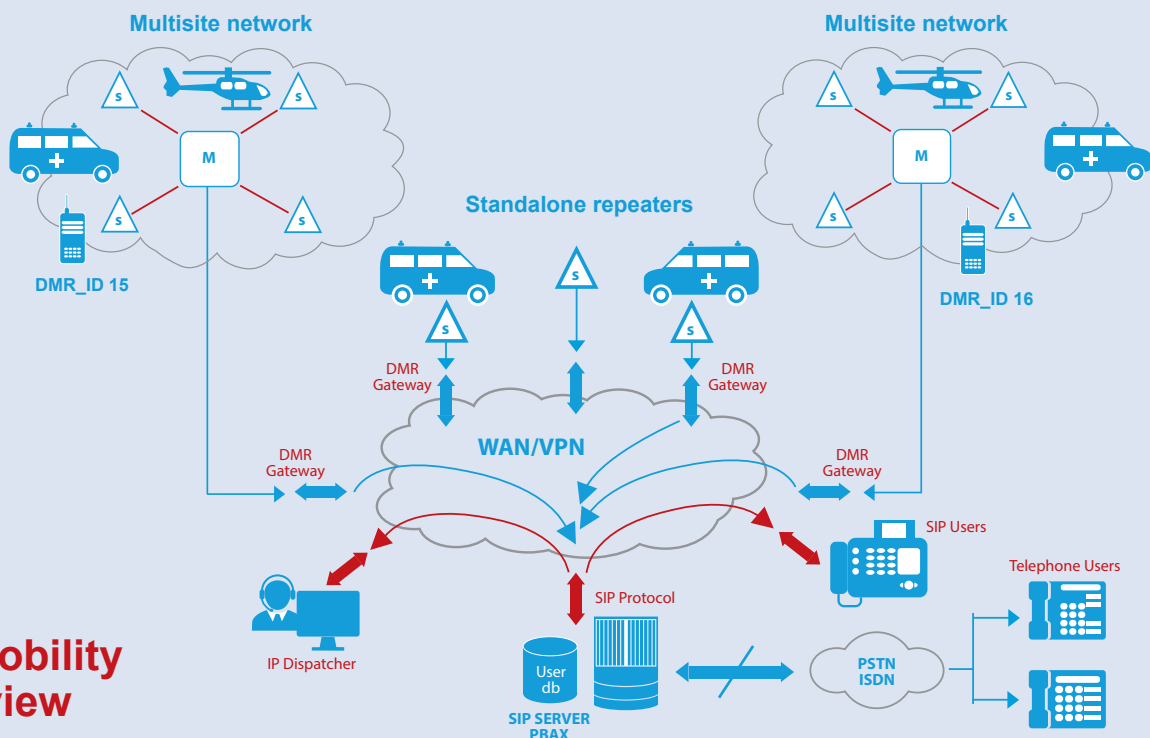 Multisite network
Multisite network
S
S
S
S
M
M
S
S
S
S
DMR_ID 15
DMR_ID 16
Standalone repeaters
S
S
S
DMR
Gateway
DMR
Gateway
WAN/VPN
DMR
Gateway
DMR
Gateway
SIP Users
Telephone Users
SIP Protocol
IP Dispatcher
User
db
SIP SERVER
PBAX
PSTN
ISDN
obility
view